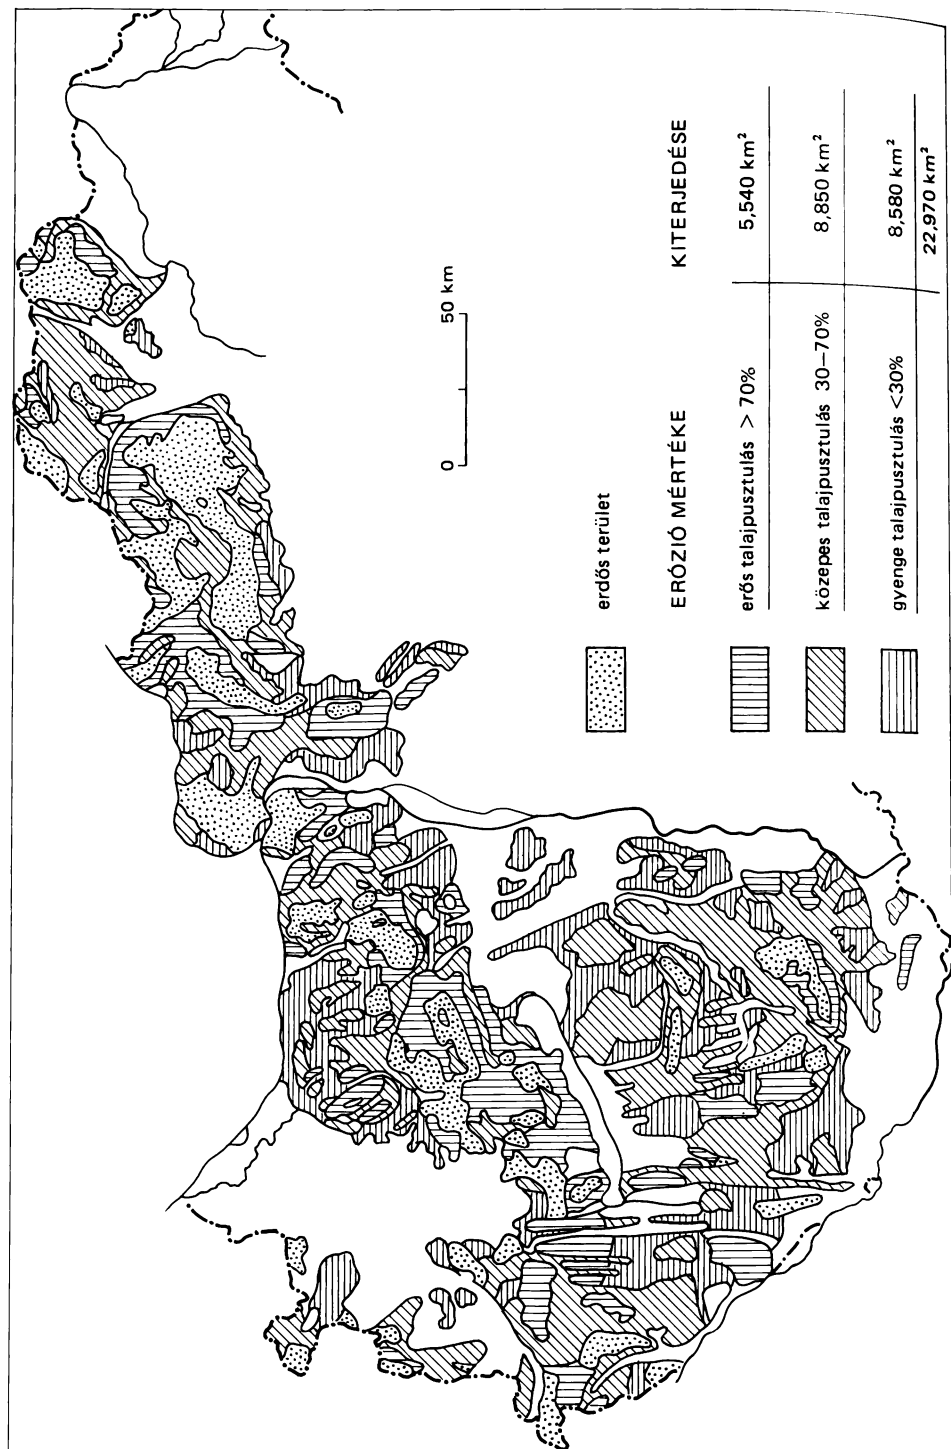 0 50 km
erdős terület
ERÓZIÓ MÉRTÉKE KITERJEDÉSE
erős talajpusztulás > 70% 5,540 km²
közepes talajpusztulás 30–70% 8,850 km²
gyenge talajpusztulás <30% 8,580 km²
22,970 km²